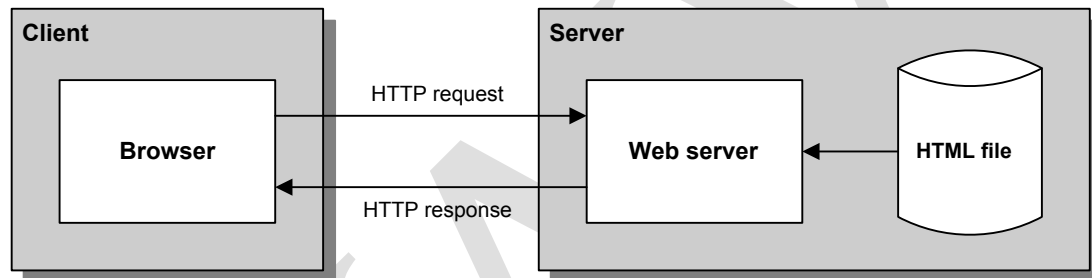 Client
Server
HTTP request
Browser
Web server
HTML file
HTTP response